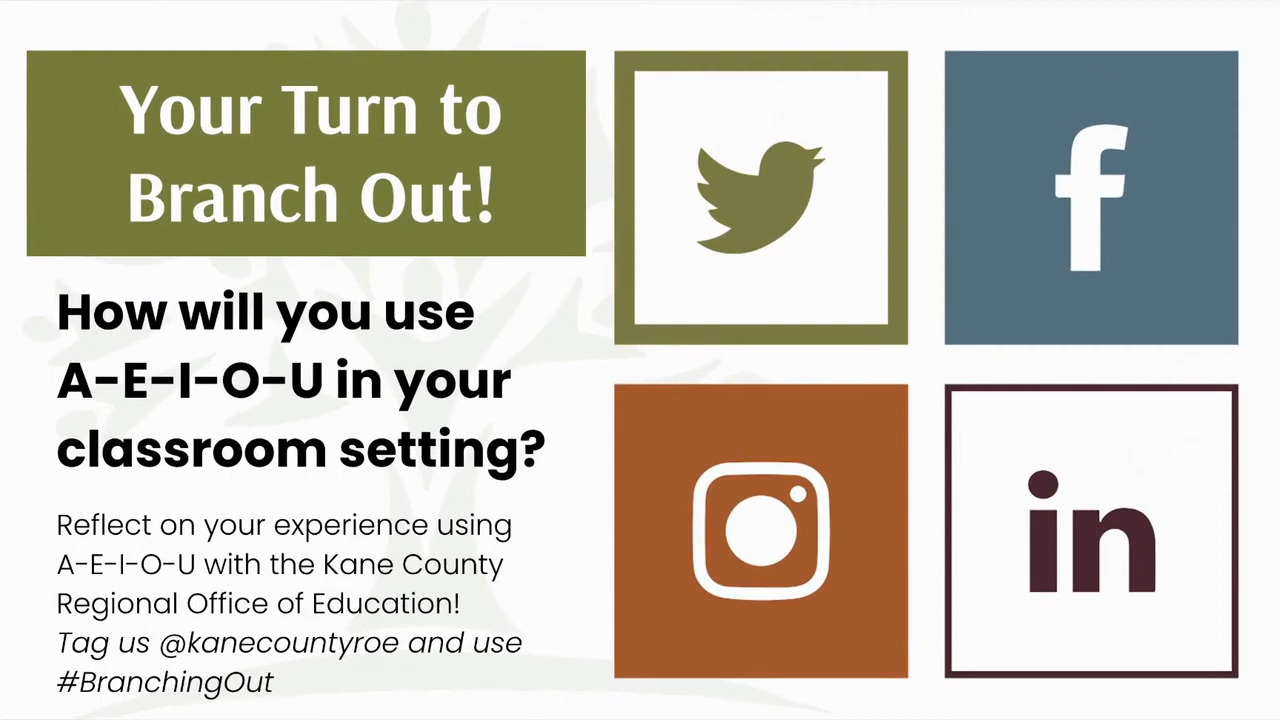 Your Turn to
Branch Out!
How will you use
A-E-I-O-U in your
classroom setting?
Reflect on your experience using
A-E-I-O-U with the Kane County
Regional Office of Education!
Tag us @kanecountyroe and use
#BranchingOut
f
in